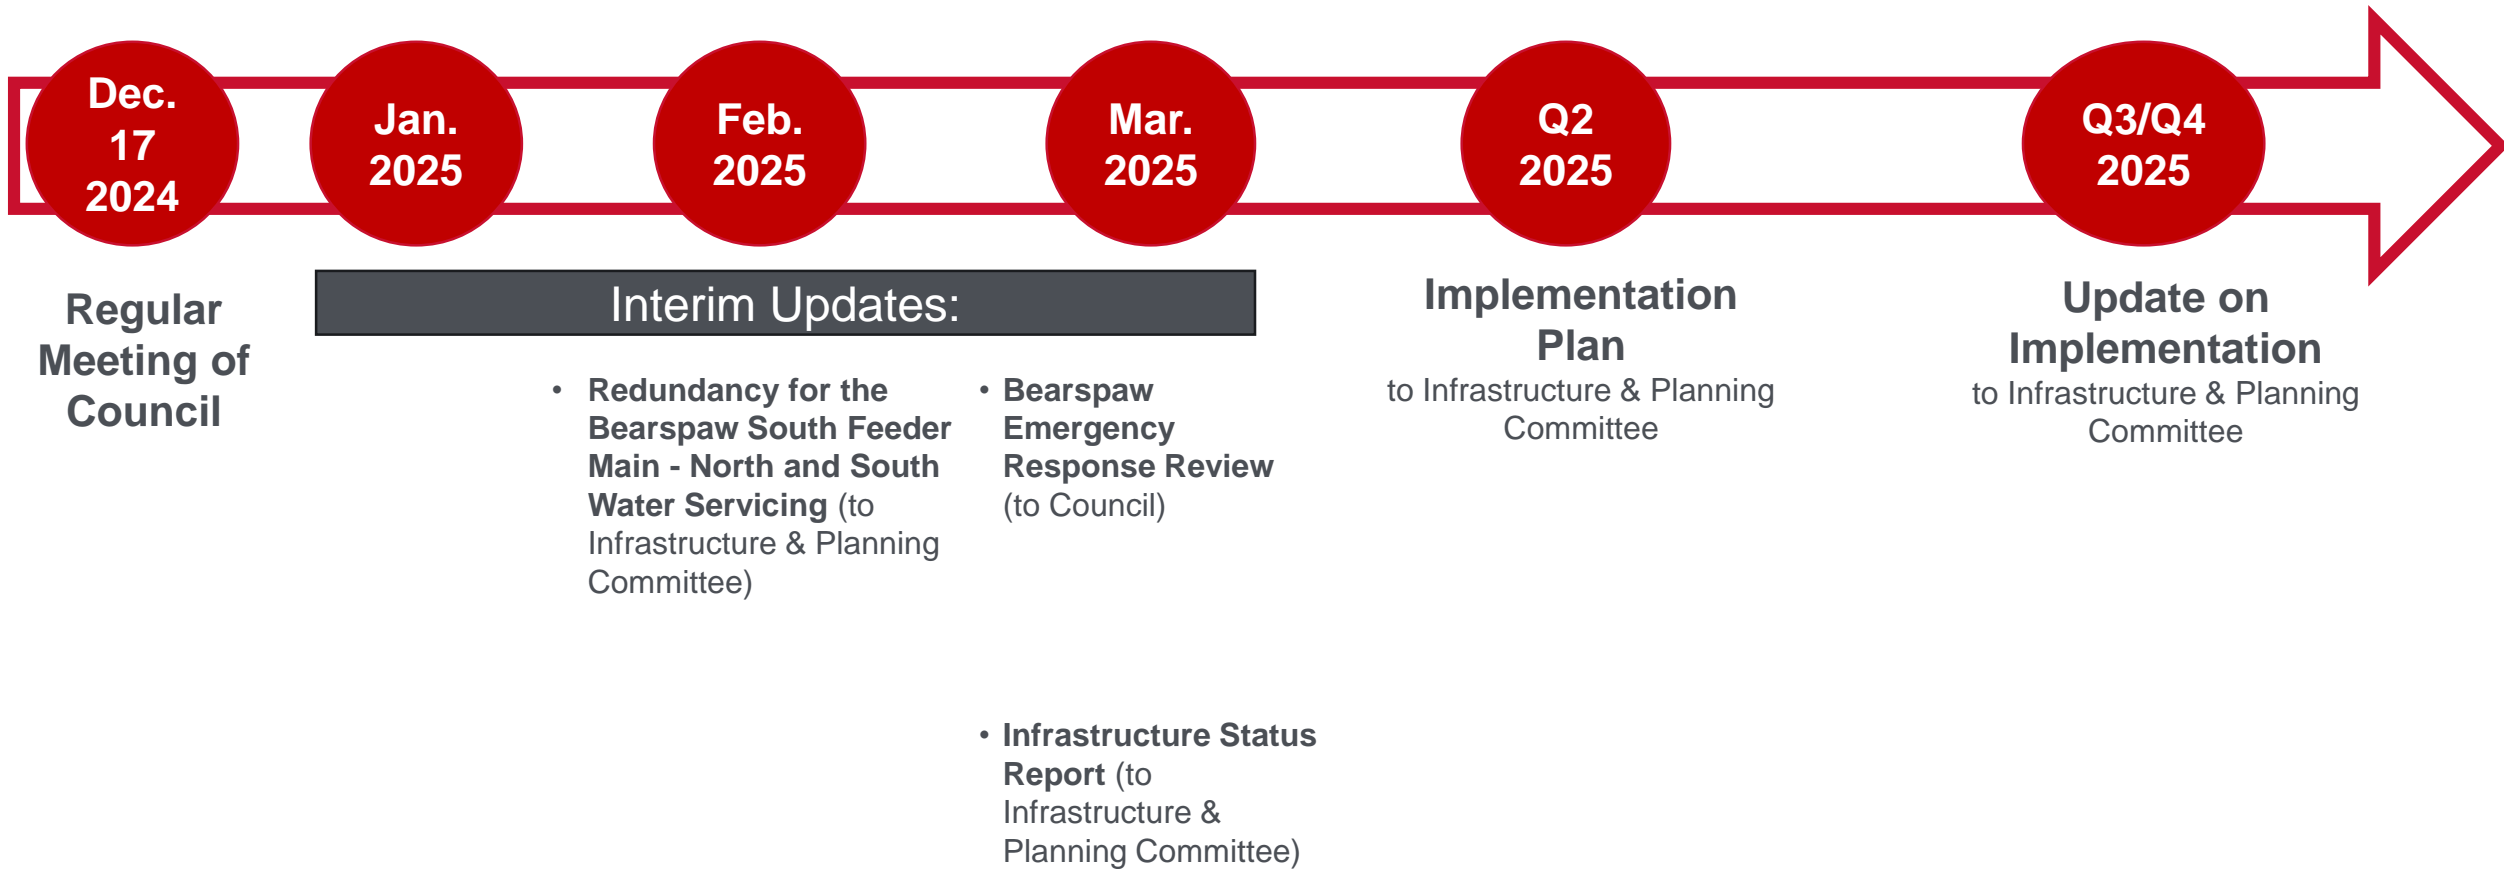 Dec.
17
2024
Jan.
2025
Feb.
2025
Mar.
2025
Q2
2025
Q3/Q4
2025
Regular
Meeting of
Council
Interim Updates:
• Redundancy for the
Bearspaw South Feeder
Main - North and South
Water Servicing (to
Infrastructure & Planning
Committee)
• Bearspaw
Emergency
Response Review
(to Council)
• Infrastructure Status
Report (to
Infrastructure &
Planning Committee)
Implementation
Plan
to Infrastructure & Planning
Committee
Update on
Implementation
to Infrastructure & Planning
Committee